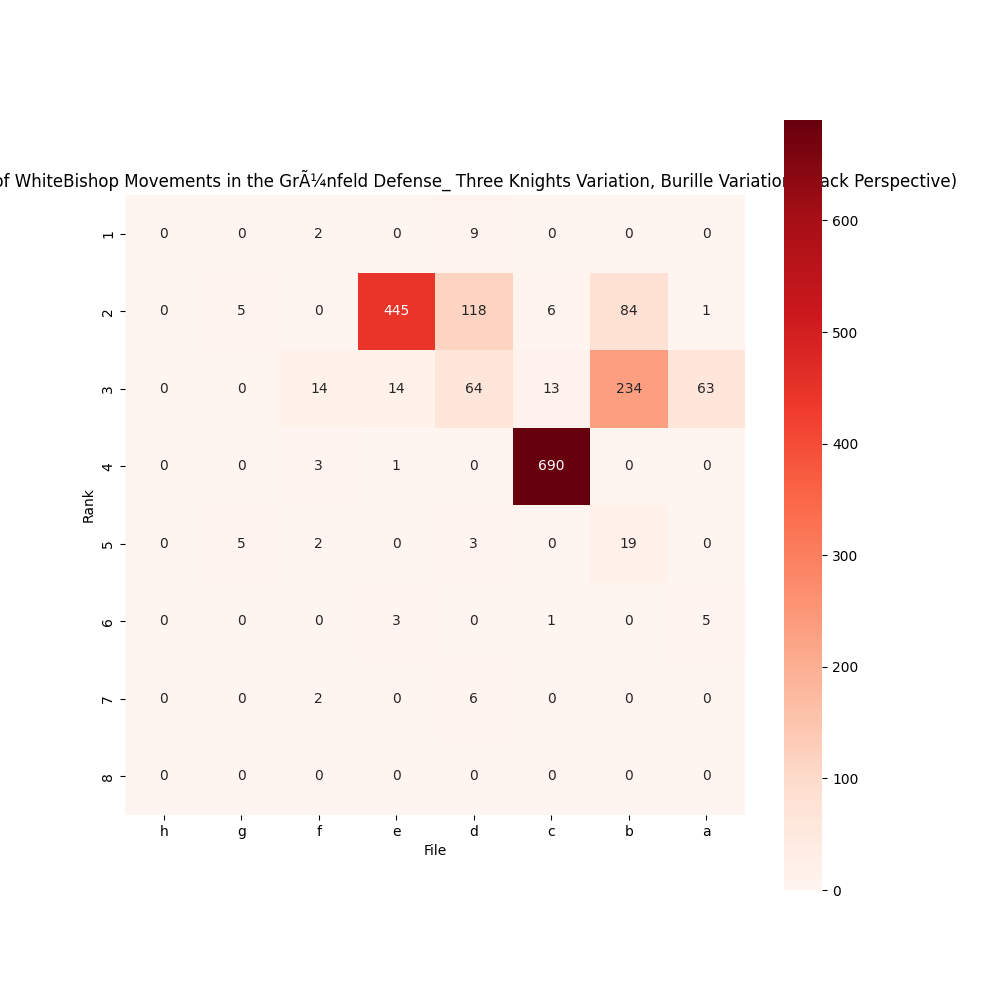 of WhiteBishop Movements in the GrÃ¼nfeld Defense_ Three Knights Variation, Burille Variation ack Perspective)
1 0 0 2 0 9 0 0 0
2 0 5 0 445 118 6 84 1
3 0 0 14 14 64 13 234 63
4 0 0 3 1 0 690 0 0
5 0 5 2 0 3 0 19 0
6 0 0 0 3 0 1 0 5
7 0 0 2 0 6 0 0 0
8 0 0 0 0 0 0 0 0
h g f e d c b a
File
Rank
600
500
400
300
200
100
0